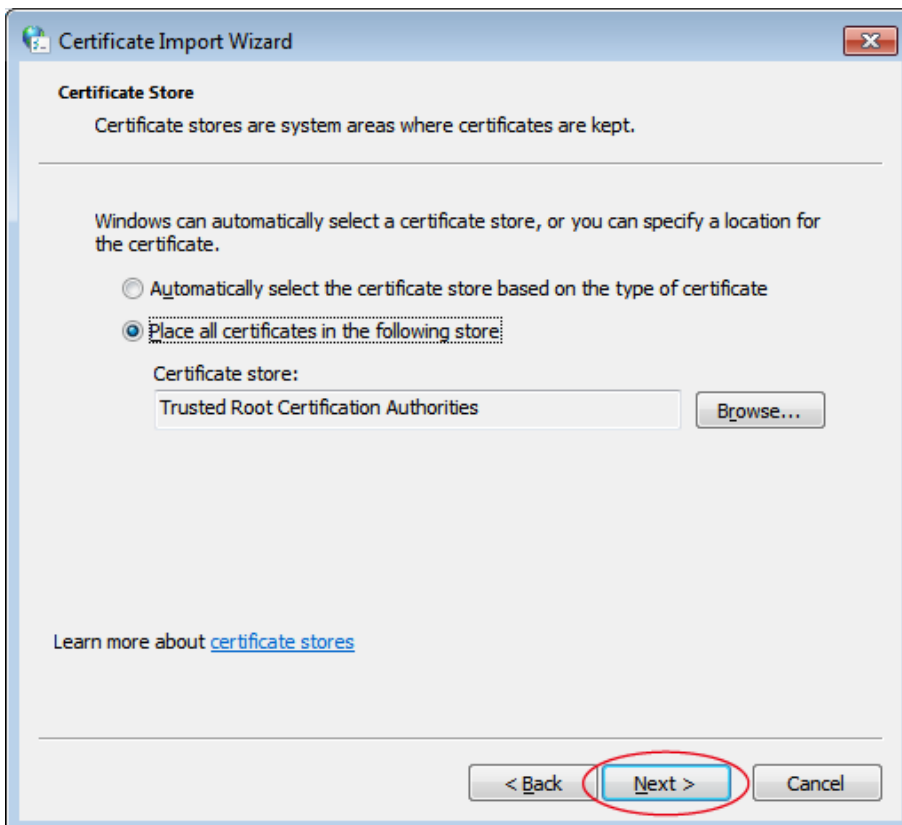 Certificate Import Wizard
Certificate Store
Certificate stores are system areas where certificates are kept.
Windows can automatically select a certificate store, or you can specify a location for
the certificate.
Automatically select the certificate store based on the type of certificate
Place all certificates in the following store
Certificate store:
Trusted Root Certification Authorities
Browse...
Learn more about certificate stores
< Back
Next >
Cancel